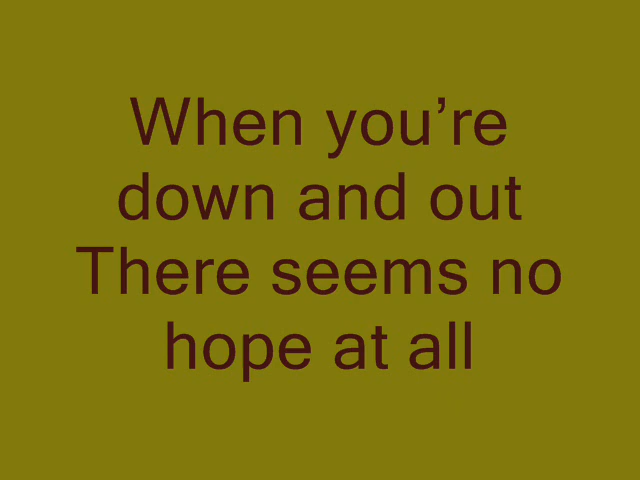 When you’re
down and out
There seems no
hope at all